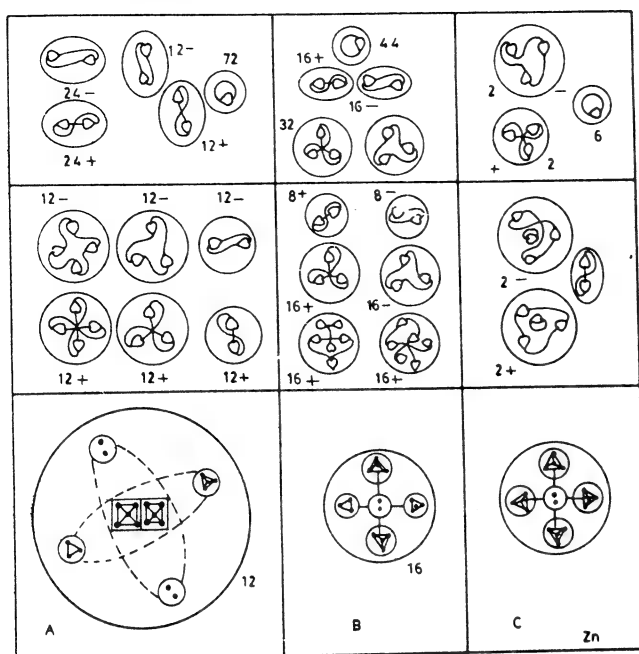 12- 72
24-
24+ 12+
16+ 44
16-
32
2 -
+ 2 6
12- 12- 12-
12+ 12+ 12+
8+ 8-
16+ 16-
16+ 16+
2 -
2+
12
A
16
B
C
Zn